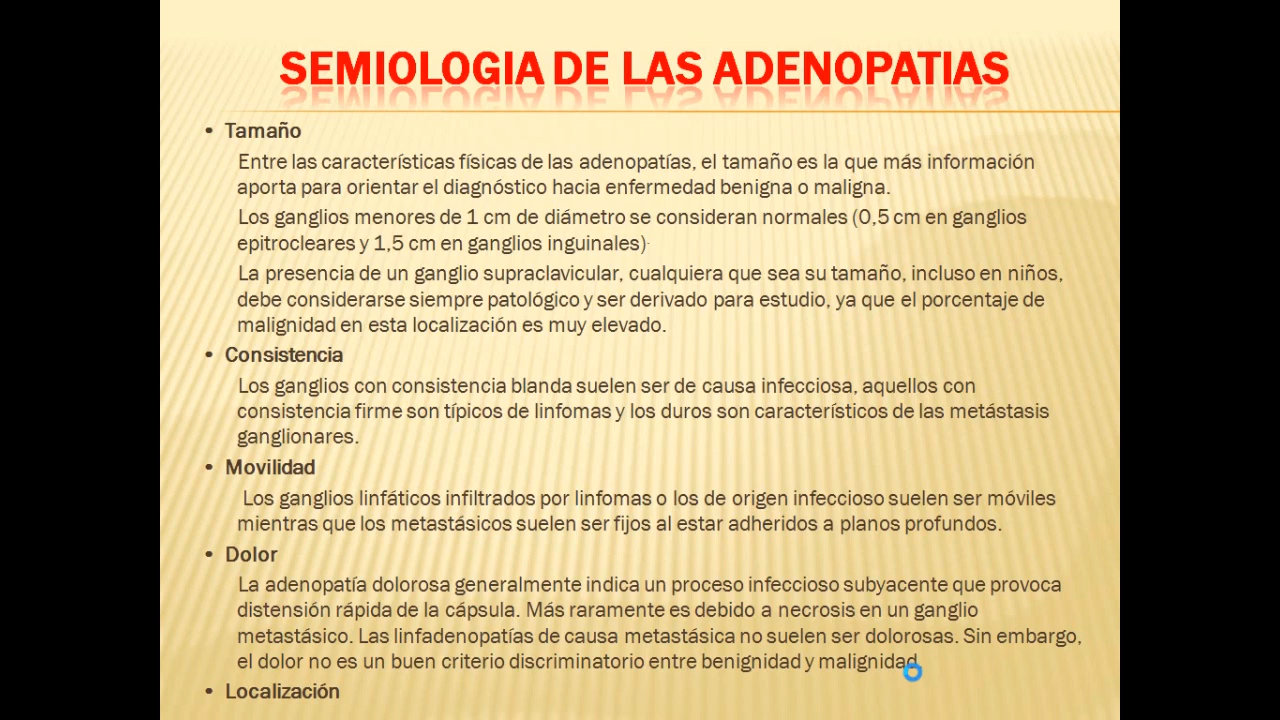 SEMIOLOGIA DE LAS ADENOPATIAS
• Tamaño
Entre las características físicas de las adenopatías, el tamaño es la que más información
aporta para orientar el diagnóstico hacia enfermedad benigna o maligna.
Los ganglios menores de 1 cm de diámetro se consideran normales (0,5 cm en ganglios
epitrocleares y 1,5 cm en ganglios inguinales).
La presencia de un ganglio supraclavicular, cualquiera que sea su tamaño, incluso en niños,
debe considerarse siempre patológico y ser derivado para estudio, ya que el porcentaje de
malignidad en esta localización es muy elevado.
• Consistencia
Los ganglios con consistencia blanda suelen ser de causa infecciosa, aquellos con
consistencia firme son típicos de linfomas y los duros son característicos de las metástasis
ganglionares.
• Movilidad
Los ganglios linfáticos infiltrados por linfomas o los de origen infeccioso suelen ser móviles
mientras que los metastásicos suelen ser fijos al estar adheridos a planos profundos.
• Dolor
La adenopatía dolorosa generalmente indica un proceso infeccioso subyacente que provoca
distensión rápida de la cápsula. Más raramente es debido a necrosis en un ganglio
metastásico. Las linfadenopatías de causa metastásica no suelen ser dolorosas. Sin embargo,
el dolor no es un buen criterio discriminatorio entre benignidad y malignidad.
• Localización